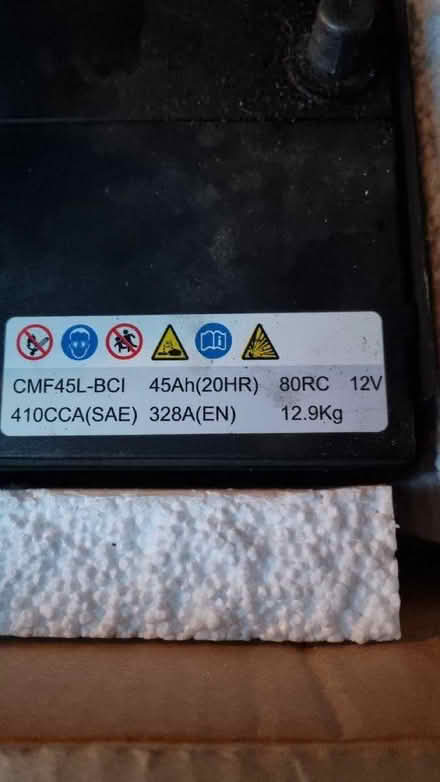 CMF45L-BCI 45Ah(20HR) 80RC 12V
410CCA(SAE) 328A(EN) 12.9Kg